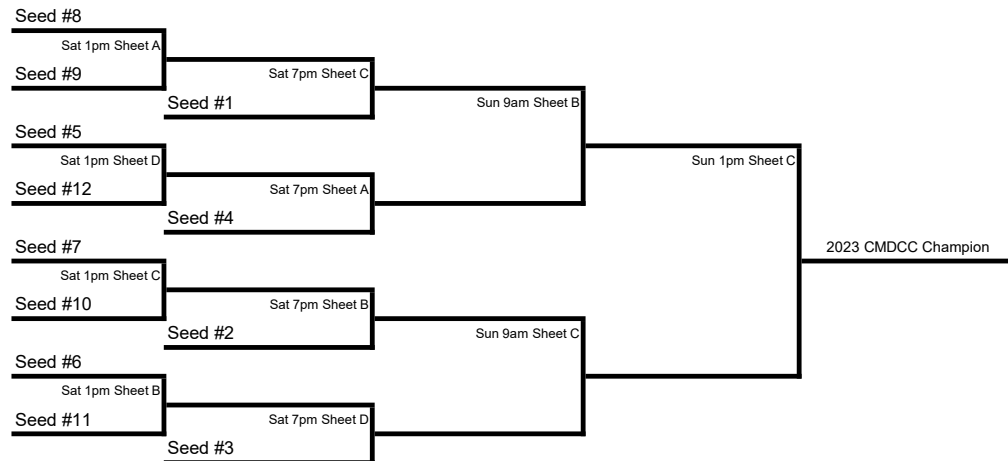 Seed #8
Sat 1pm Sheet A
Seed #9
Sat 7pm Sheet C
Seed #1
Sun 9am Sheet B
Seed #5
Sat 1pm Sheet D
Seed #12
Sat 7pm Sheet A
Seed #4
Sun 1pm Sheet C
2023 CMDCC Champion
Seed #7
Sat 1pm Sheet C
Seed #10
Sat 7pm Sheet B
Seed #2
Sun 9am Sheet C
Seed #6
Sat 1pm Sheet B
Seed #11
Sat 7pm Sheet D
Seed #3